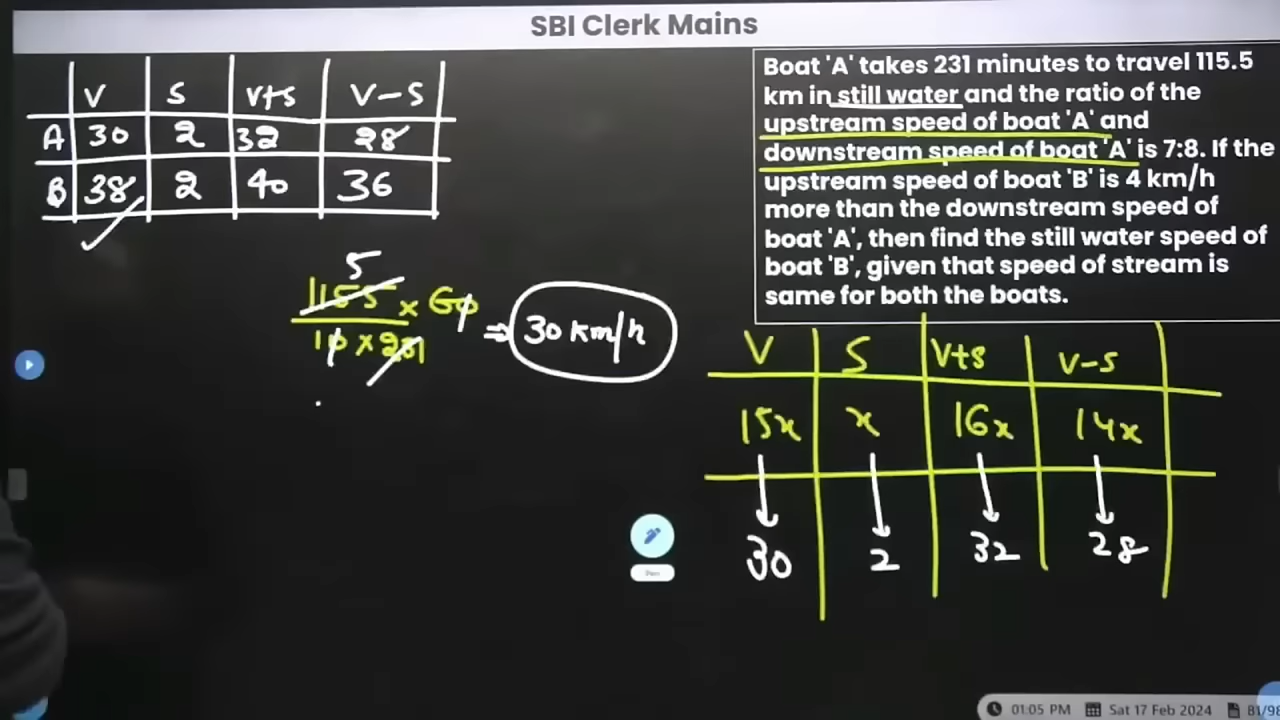 SBI Clerk Mains
V S V+S V-S
A 30 2 32 28
B 38 2 40 36
Boat 'A' takes 231 minutes to travel 115.5
km in still water and the ratio of the
upstream speed of boat 'A' and
downstream speed of boat 'A' is 7:8. If the
upstream speed of boat 'B' is 4 km/h
more than the downstream speed of
boat 'A', then find the still water speed of
boat 'B', given that speed of stream is
same for both the boats.
5
1155 × 60
10 × 231
⇒ 30 km/h
V S V+S V-S
15x x 16x 14x
30 2 32 28
Pen
01:05 PM Sat 17 Feb 2024 81/98